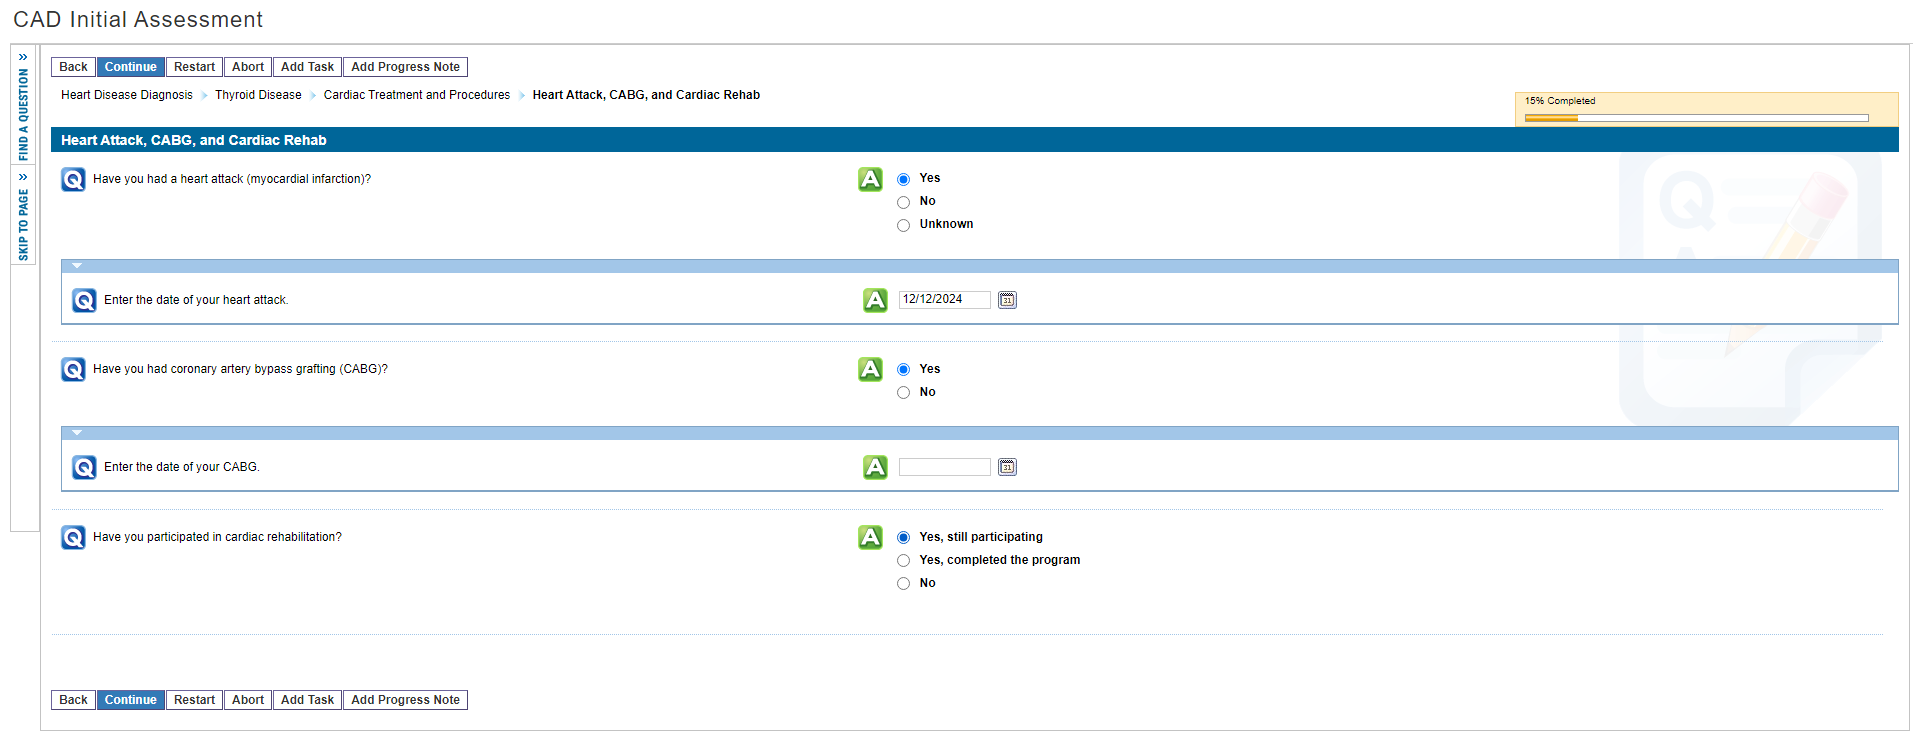 CAD Initial Assessment
» FIND A QUESTION
» SKIP TO PAGE
Back Continue Restart Abort Add Task Add Progress Note
Heart Disease Diagnosis Thyroid Disease Cardiac Treatment and Procedures Heart Attack, CABG, and Cardiac Rehab
15% Completed
Heart Attack, CABG, and Cardiac Rehab
Q Have you had a heart attack (myocardial infarction)? A Yes
No
Unknown
Q Enter the date of your heart attack. A 12/12/2024 31
Q Have you had coronary artery bypass grafting (CABG)? A Yes
No
Q Enter the date of your CABG. A 31
Q Have you participated in cardiac rehabilitation? A Yes, still participating
Yes, completed the program
No
Back Continue Restart Abort Add Task Add Progress Note